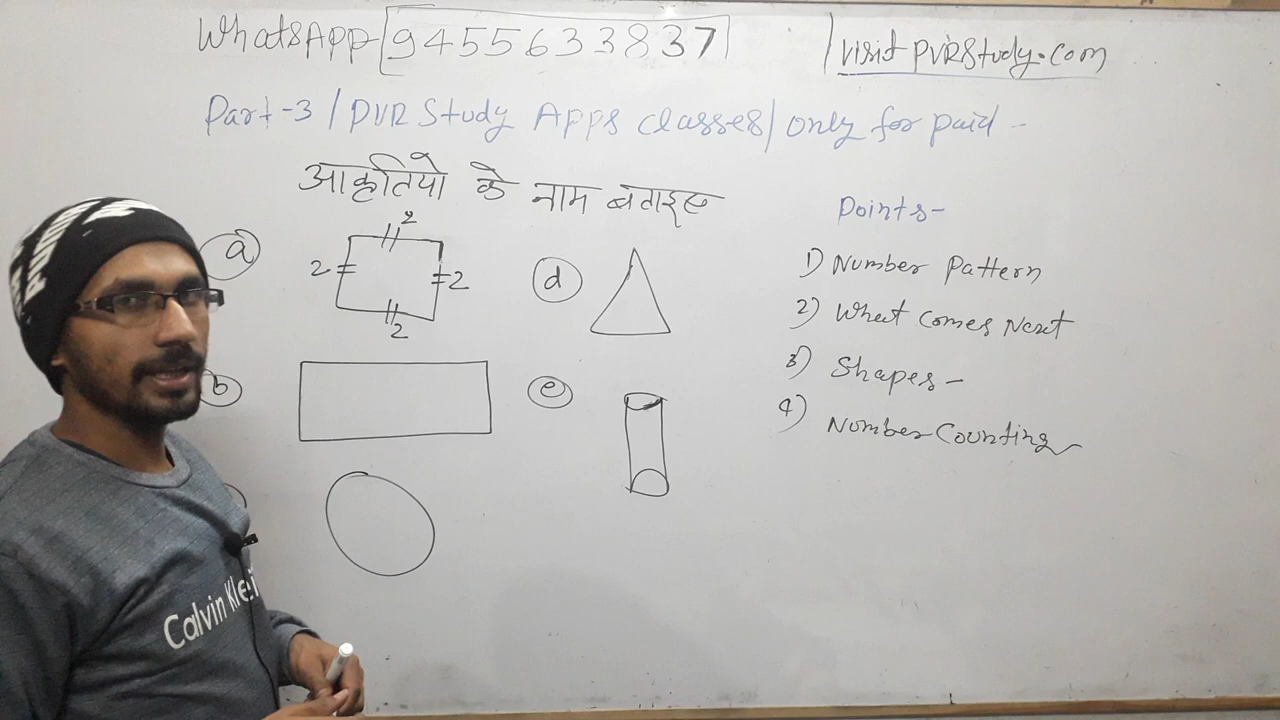 WhatsApp-9455633837 | visit PVRStudy.com
Part-3 / PVR Study Apps classes/ only for paid -
आकृतियो के नाम बताइए
Points-
a 2 2 2 2
d
1) Number Pattern
2) What comes Next
b
e
3) Shapes-
4) Number Counting
Calvin Klei